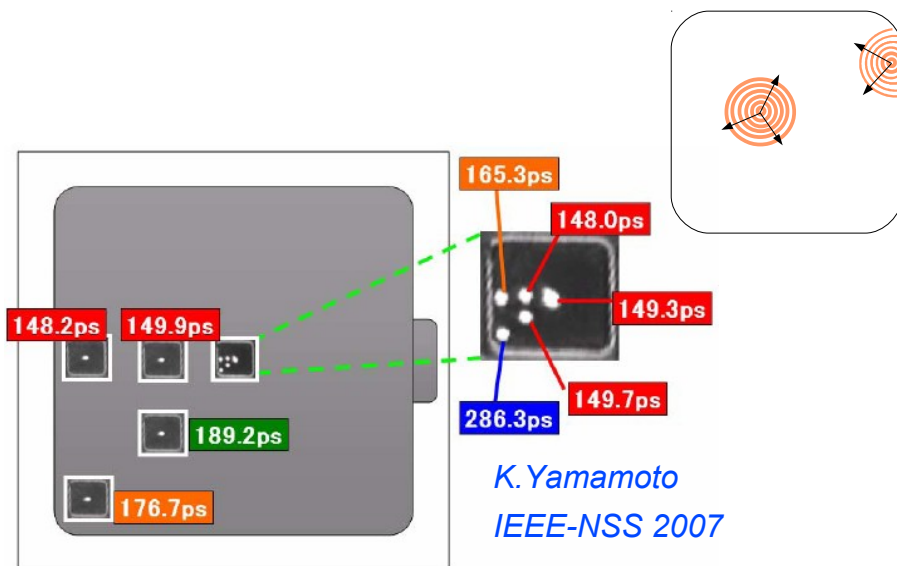 165.3ps
148.0ps
148.2ps
149.9ps
149.3ps
149.7ps
286.3ps
189.2ps
176.7ps
K.Yamamoto
IEEE-NSS 2007